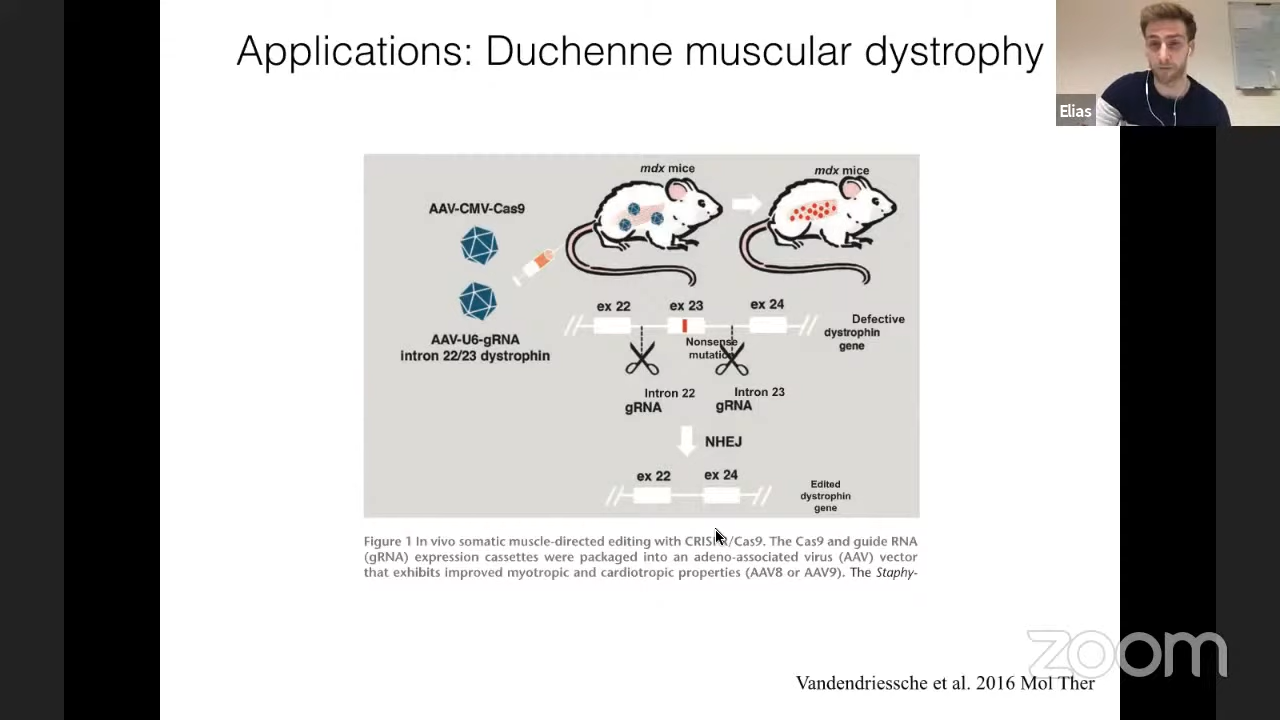 Applications: Duchenne muscular dystrophy
Elias
mdx mice
mdx mice
AAV-CMV-Cas9
AAV-U6-gRNA
intron 22/23 dystrophin
ex 22
ex 23
ex 24
Nonsense
mutation
Defective
dystrophin
gene
Intron 22
gRNA
Intron 23
gRNA
NHEJ
ex 22
ex 24
Edited
dystrophin
gene
Figure 1 In vivo somatic muscle-directed editing with CRISPR/Cas9. The Cas9 and guide RNA
(gRNA) expression cassettes were packaged into an adeno-associated virus (AAV) vector
that exhibits improved myotropic and cardiotropic properties (AAV8 or AAV9). The Staphy-
zoom
Vandendriessche et al. 2016 Mol Ther